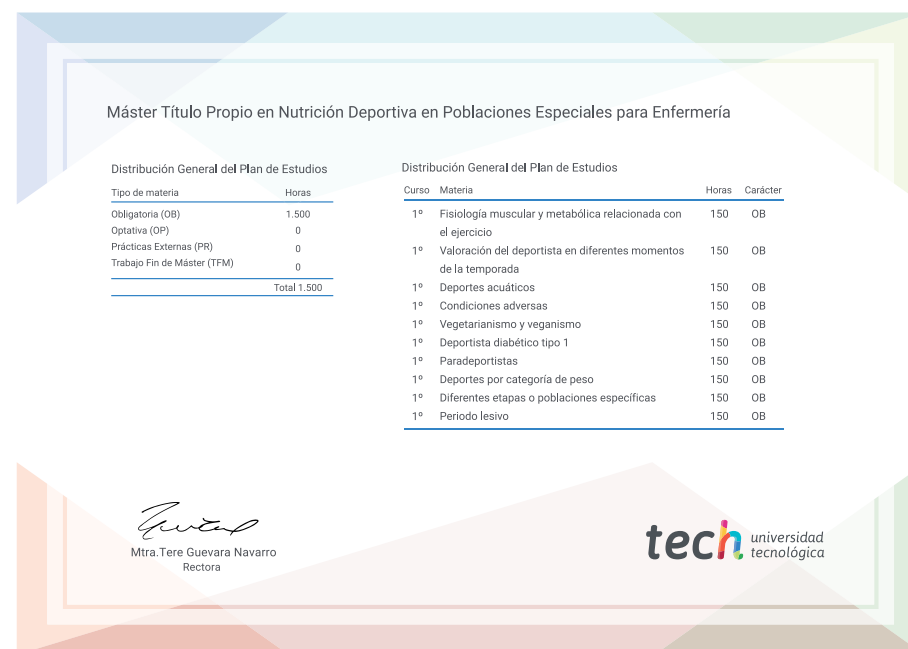 Máster Título Propio en Nutrición Deportiva en Poblaciones Especiales para Enfermería
Distribución General del Plan de Estudios
Tipo de materia Horas
Obligatoria (OB) 1.500
Optativa (OP) 0
Prácticas Externas (PR) 0
Trabajo Fin de Máster (TFM) 0
Total 1.500
Distribución General del Plan de Estudios
Curso Materia Horas Carácter
1º Fisiología muscular y metabólica relacionada con 150 OB
el ejercicio
1º Valoración del deportista en diferentes momentos 150 OB
de la temporada
1º Deportes acuáticos 150 OB
1º Condiciones adversas 150 OB
1º Vegetarianismo y veganismo 150 OB
1º Deportista diabético tipo 1 150 OB
1º Paradeportistas 150 OB
1º Deportes por categoría de peso 150 OB
1º Diferentes etapas o poblaciones específicas 150 OB
1º Periodo lesivo 150 OB
Mtra.Tere Guevara Navarro
Rectora
tech universidad
tecnológica